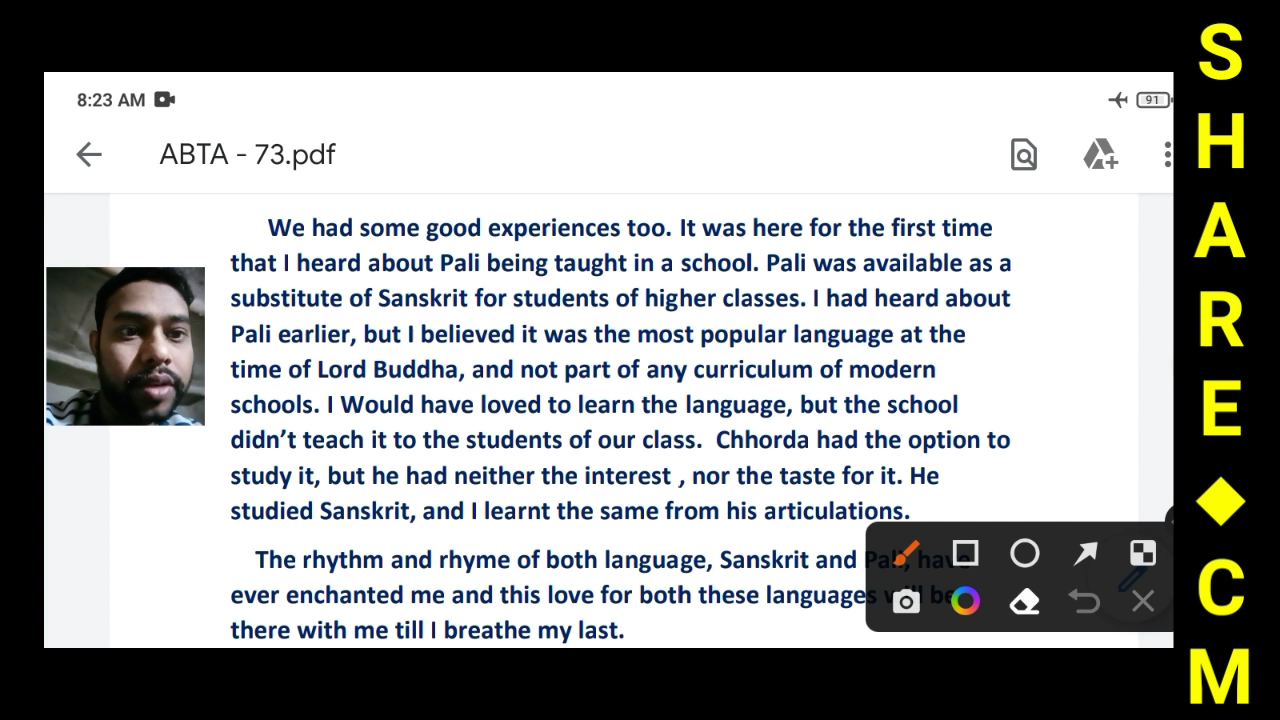 8:23 AM
91
ABTA - 73.pdf
We had some good experiences too. It was here for the first time
that I heard about Pali being taught in a school. Pali was available as a
substitute of Sanskrit for students of higher classes. I had heard about
Pali earlier, but I believed it was the most popular language at the
time of Lord Buddha, and not part of any curriculum of modern
schools. I Would have loved to learn the language, but the school
didn’t teach it to the students of our class. Chhorda had the option to
study it, but he had neither the interest , nor the taste for it. He
studied Sanskrit, and I learnt the same from his articulations.
The rhythm and rhyme of both language, Sanskrit and Pali, have
ever enchanted me and this love for both these languages will be
there with me till I breathe my last.
SHARE◆CM